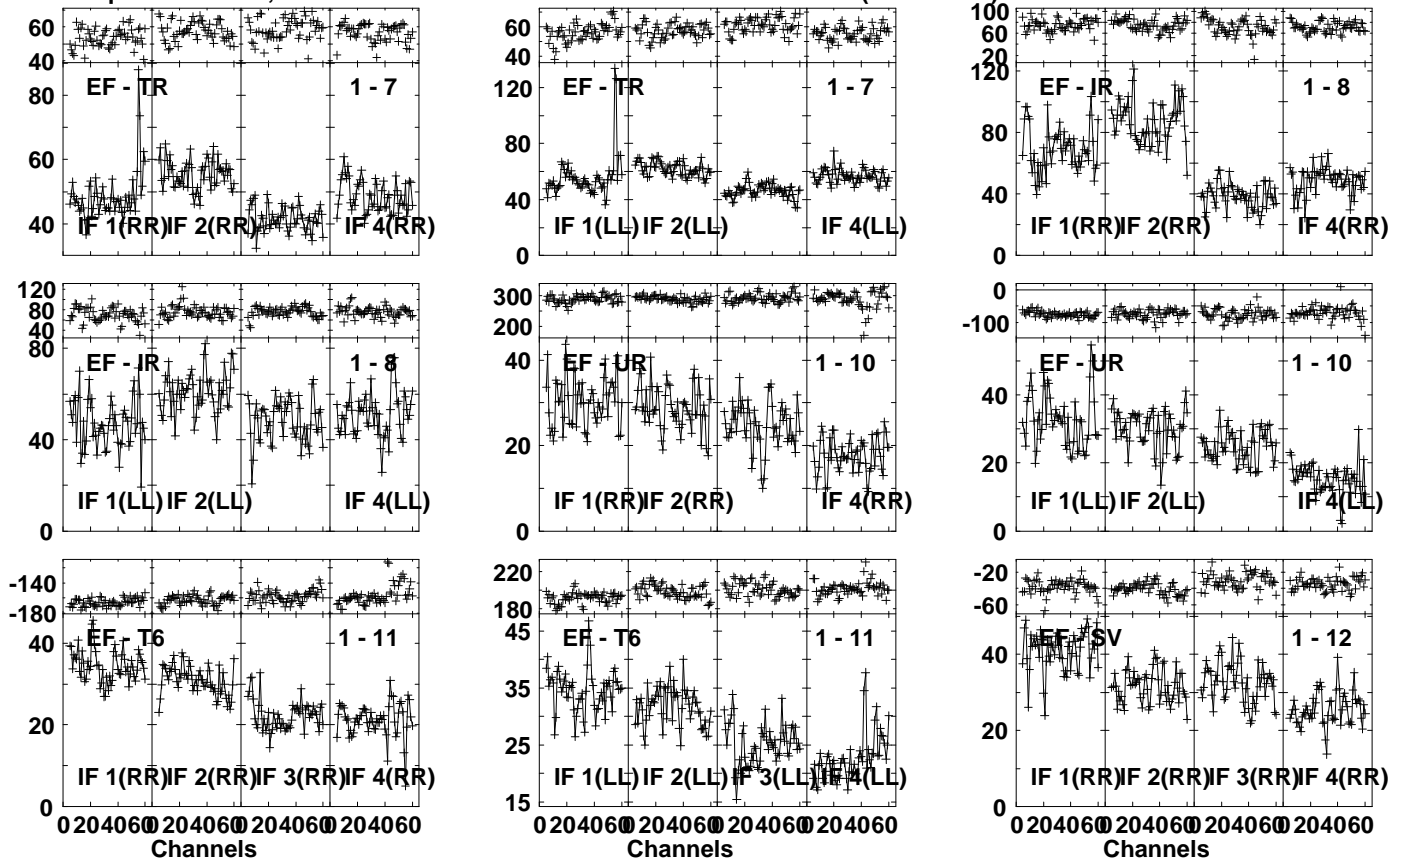 60 60 100
40 40 60
20
EF - TR 1 - 7 EF - TR 1 - 7 EF - IR 1 - 8
80 120 120
60 80 80
40 40 40
0 0
IF 1(RR) IF 2(RR) IF 4(RR) IF 1(LL) IF 2(LL) IF 4(LL) IF 1(RR) IF 2(RR) IF 4(RR)
120 300 0
80 200 -100
40
EF - IR 1 - 8 EF - UR 1 - 10 EF - UR 1 - 10
80 40 40
40 20 20
IF 1(LL) IF 2(LL) IF 4(LL) IF 1(RR) IF 2(RR) IF 4(RR) IF 1(LL) IF 2(LL) IF 4(LL)
0 0 0
-140 220 -20
-180 180 -60
EF - T6 1 - 11 EF - T6 1 - 11 EF - SV 1 - 12
40 45 40
20 35 20
25
IF 1(RR) IF 2(RR) IF 3(RR) IF 4(RR) IF 1(LL) IF 2(LL) IF 3(LL) IF 4(LL) IF 1(RR) IF 2(RR) IF 3(RR) IF 4(RR)
0 15 0
0 204060 0 204060 0 204060 0 204060 0 204060 0 204060 0 204060 0 204060 0 204060 0 204060 0 204060 0 204060
Channels Channels Channels